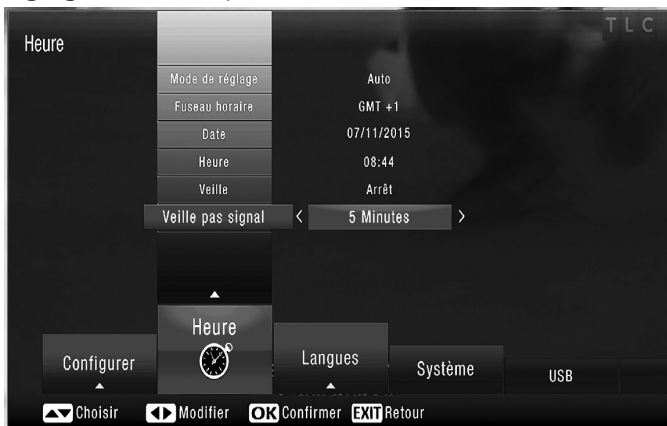 TLC
Heure
Mode de réglage Auto
Fuseau horaire GMT +1
Date 07/11/2015
Heure 08:44
Veille Arrêt
Veille pas signal < 5 Minutes >
Heure
Configurer Langues Système USB
Choisir Modifier OK Confirmer EXIT Retour